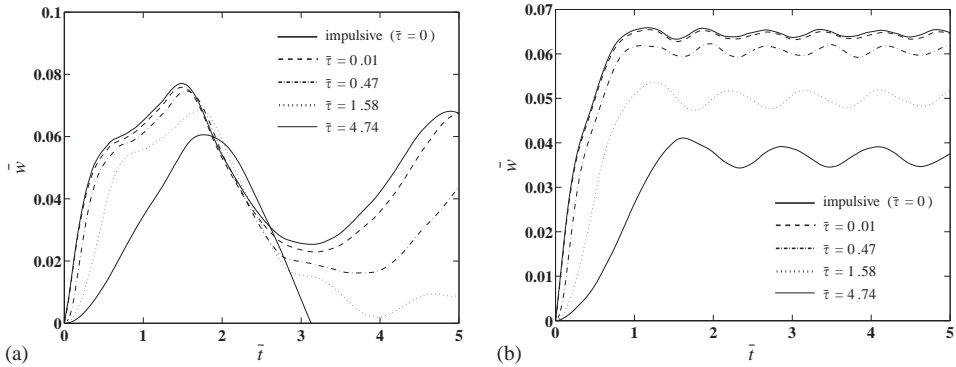 0.1
0.08
0.06
0.04
0.02
0
w̄
0 1 2 3 4 5
t̄
impulsive (τ̄ = 0)
τ̄ = 0.01
τ̄ = 0.47
τ̄ = 1.58
τ̄ = 4.74
(a)
0.07
0.06
0.05
0.04
0.03
0.02
0.01
0.00
w̄
0 1 2 3 4 5
t̄
impulsive (τ̄ = 0)
τ̄ = 0.01
τ̄ = 0.47
τ̄ = 1.58
τ̄ = 4.74
(b)